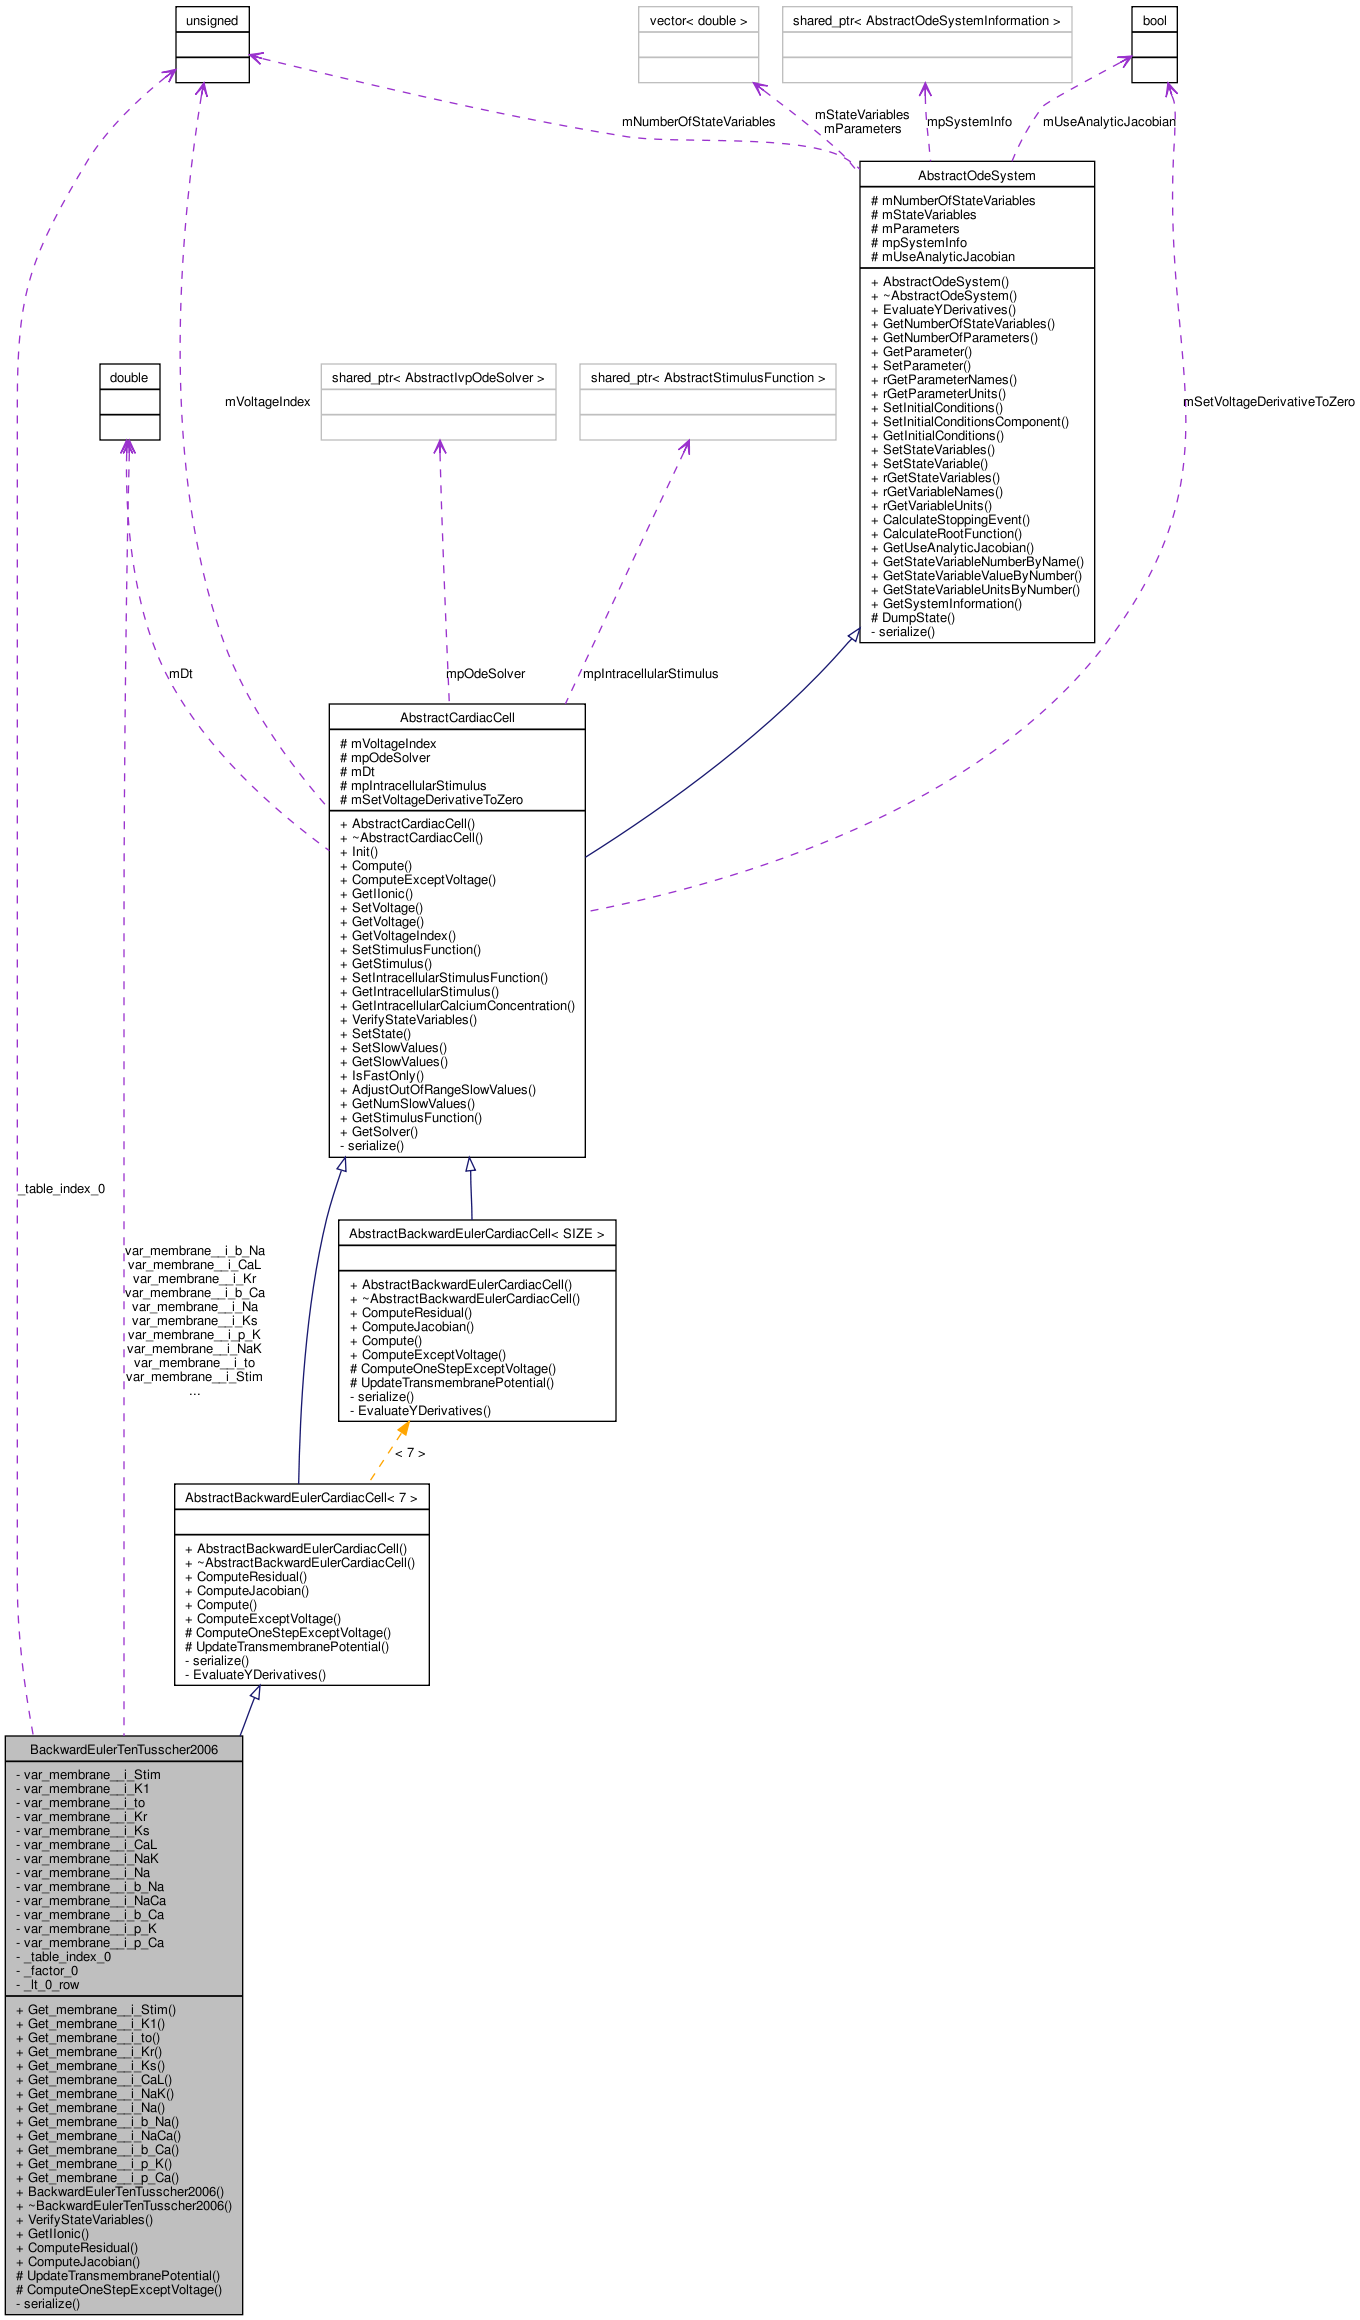 unsigned
vector< double >
shared_ptr< AbstractOdeSystemInformation >
bool
mNumberOfStateVariables
mStateVariables
mParameters
mpSystemInfo
mUseAnalyticJacobian
AbstractOdeSystem
# mNumberOfStateVariables
# mStateVariables
# mParameters
# mpSystemInfo
# mUseAnalyticJacobian
+ AbstractOdeSystem()
+ ~AbstractOdeSystem()
+ EvaluateYDerivatives()
+ GetNumberOfStateVariables()
+ GetNumberOfParameters()
+ GetParameter()
+ SetParameter()
+ rGetParameterNames()
+ rGetParameterUnits()
+ SetInitialConditions()
+ SetInitialConditionsComponent()
+ GetInitialConditions()
+ SetStateVariables()
+ SetStateVariable()
+ rGetStateVariables()
+ rGetVariableNames()
+ rGetVariableUnits()
+ CalculateStoppingEvent()
+ CalculateRootFunction()
+ GetUseAnalyticJacobian()
+ GetStateVariableNumberByName()
+ GetStateVariableValueByNumber()
+ GetStateVariableUnitsByNumber()
+ GetSystemInformation()
# DumpState()
- serialize()
double
shared_ptr< AbstractIvpOdeSolver >
shared_ptr< AbstractStimulusFunction >
mVoltageIndex
mSetVoltageDerivativeToZero
mDt
mpOdeSolver
mpIntracellularStimulus
AbstractCardiacCell
# mVoltageIndex
# mpOdeSolver
# mDt
# mpIntracellularStimulus
# mSetVoltageDerivativeToZero
+ AbstractCardiacCell()
+ ~AbstractCardiacCell()
+ Init()
+ Compute()
+ ComputeExceptVoltage()
+ GetIIonic()
+ SetVoltage()
+ GetVoltage()
+ GetVoltageIndex()
+ SetStimulusFunction()
+ GetStimulus()
+ SetIntracellularStimulusFunction()
+ GetIntracellularStimulus()
+ GetIntracellularCalciumConcentration()
+ VerifyStateVariables()
+ SetState()
+ SetSlowValues()
+ GetSlowValues()
+ IsFastOnly()
+ AdjustOutOfRangeSlowValues()
+ GetNumSlowValues()
+ GetStimulusFunction()
+ GetSolver()
- serialize()
_table_index_0
var_membrane__i_b_Na
var_membrane__i_CaL
var_membrane__i_Kr
var_membrane__i_b_Ca
var_membrane__i_Na
var_membrane__i_Ks
var_membrane__i_p_K
var_membrane__i_NaK
var_membrane__i_to
var_membrane__i_Stim
...
AbstractBackwardEulerCardiacCell< SIZE >
+ AbstractBackwardEulerCardiacCell()
+ ~AbstractBackwardEulerCardiacCell()
+ ComputeResidual()
+ ComputeJacobian()
+ Compute()
+ ComputeExceptVoltage()
# ComputeOneStepExceptVoltage()
# UpdateTransmembranePotential()
- serialize()
- EvaluateYDerivatives()
< 7 >
AbstractBackwardEulerCardiacCell< 7 >
+ AbstractBackwardEulerCardiacCell()
+ ~AbstractBackwardEulerCardiacCell()
+ ComputeResidual()
+ ComputeJacobian()
+ Compute()
+ ComputeExceptVoltage()
# ComputeOneStepExceptVoltage()
# UpdateTransmembranePotential()
- serialize()
- EvaluateYDerivatives()
BackwardEulerTenTusscher2006
- var_membrane__i_Stim
- var_membrane__i_K1
- var_membrane__i_to
- var_membrane__i_Kr
- var_membrane__i_Ks
- var_membrane__i_CaL
- var_membrane__i_NaK
- var_membrane__i_Na
- var_membrane__i_b_Na
- var_membrane__i_NaCa
- var_membrane__i_b_Ca
- var_membrane__i_p_K
- var_membrane__i_p_Ca
- _table_index_0
- _factor_0
- _lt_0_row
+ Get_membrane__i_Stim()
+ Get_membrane__i_K1()
+ Get_membrane__i_to()
+ Get_membrane__i_Kr()
+ Get_membrane__i_Ks()
+ Get_membrane__i_CaL()
+ Get_membrane__i_NaK()
+ Get_membrane__i_Na()
+ Get_membrane__i_b_Na()
+ Get_membrane__i_NaCa()
+ Get_membrane__i_b_Ca()
+ Get_membrane__i_p_K()
+ Get_membrane__i_p_Ca()
+ BackwardEulerTenTusscher2006()
+ ~BackwardEulerTenTusscher2006()
+ VerifyStateVariables()
+ GetIIonic()
+ ComputeResidual()
+ ComputeJacobian()
# UpdateTransmembranePotential()
# ComputeOneStepExceptVoltage()
- serialize()